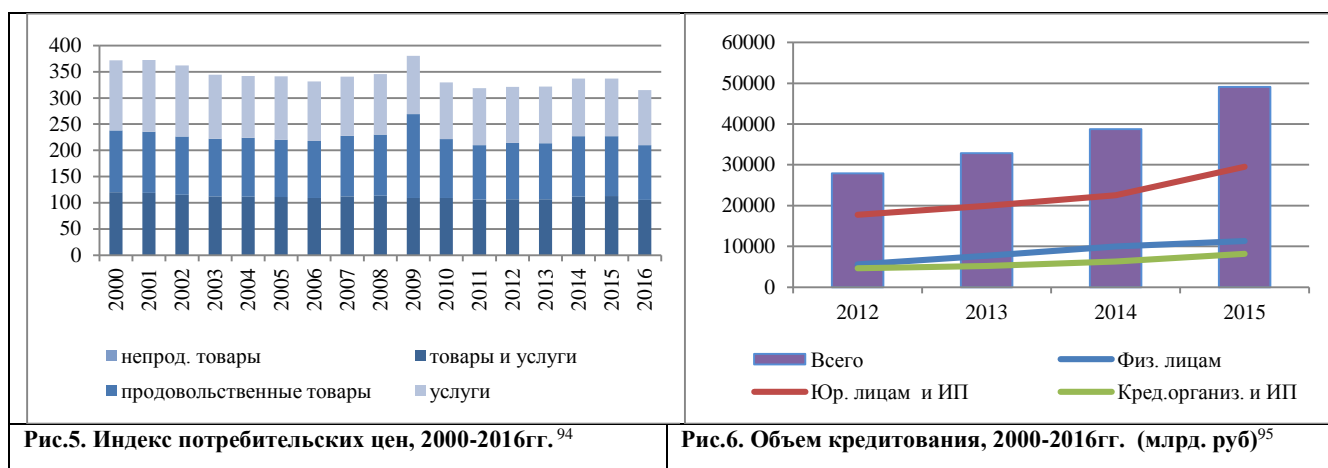 400
350
300
250
200
150
100
50
0
2000 2001 2002 2003 2004 2005 2006 2007 2008 2009 2010 2011 2012 2013 2014 2015 2016
непрод. товары товары и услуги
продовольственные товары услуги
Рис.5. Индекс потребительских цен, 2000-2016гг. 94
60000
50000
40000
30000
20000
10000
0
2012 2013 2014 2015
Всего Физ. лицам
Юр. лицам и ИП Кред.организ. и ИП
Рис.6. Объем кредитования, 2000-2016гг. (млрд. руб)95